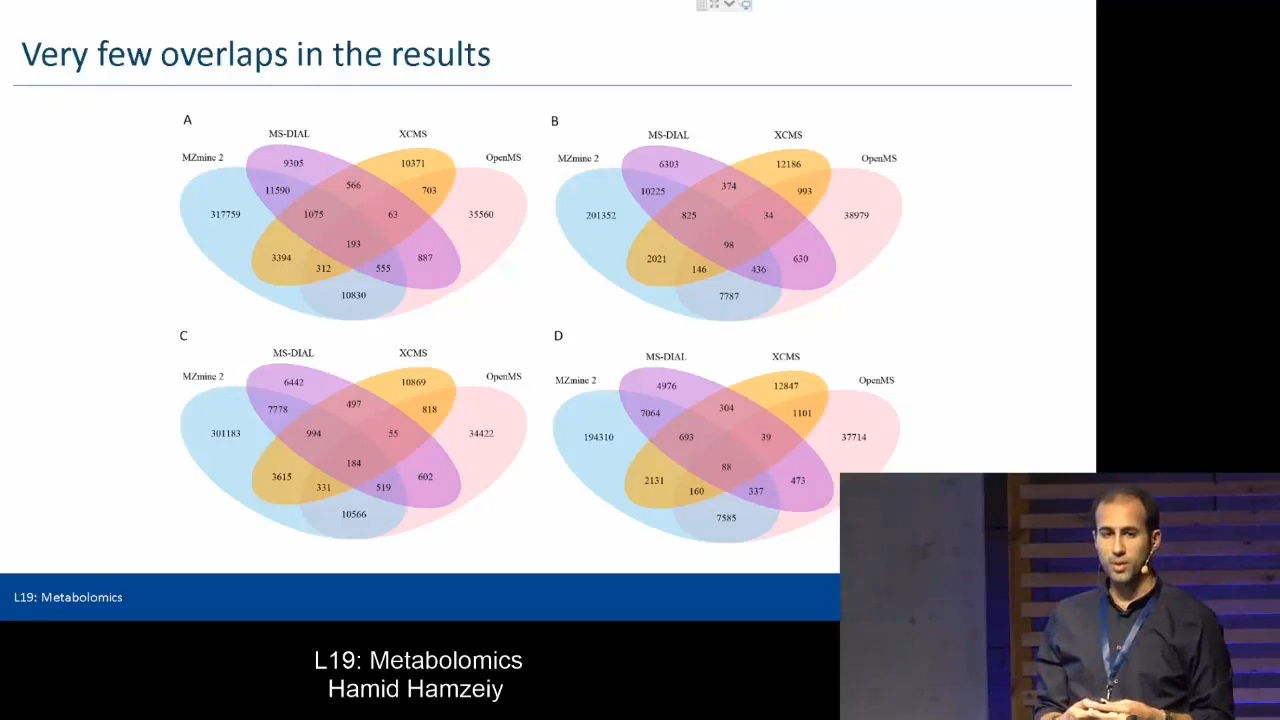 Very few overlaps in the results
A
MS-DIAL XCMS
MZmine 2 OpenMS
9305 10371
11590 566 703
317759 1075 63 35560
193
3394 312 555 887
10830
B
MS-DIAL XCMS
MZmine 2 OpenMS
6303 12186
10225 374 993
201352 825 34 38979
98
2021 146 436 630
7787
C
MS-DIAL XCMS
MZmine 2 OpenMS
6442 10869
7778 497 818
301183 994 55 34422
184
3615 331 519 602
10566
D
MS-DIAL XCMS
MZmine 2 OpenMS
4976 12847
7064 304 1101
194310 693 39 37714
88
2131 160 337 473
7585
L19: Metabolomics
L19: Metabolomics
Hamid Hamzeiy